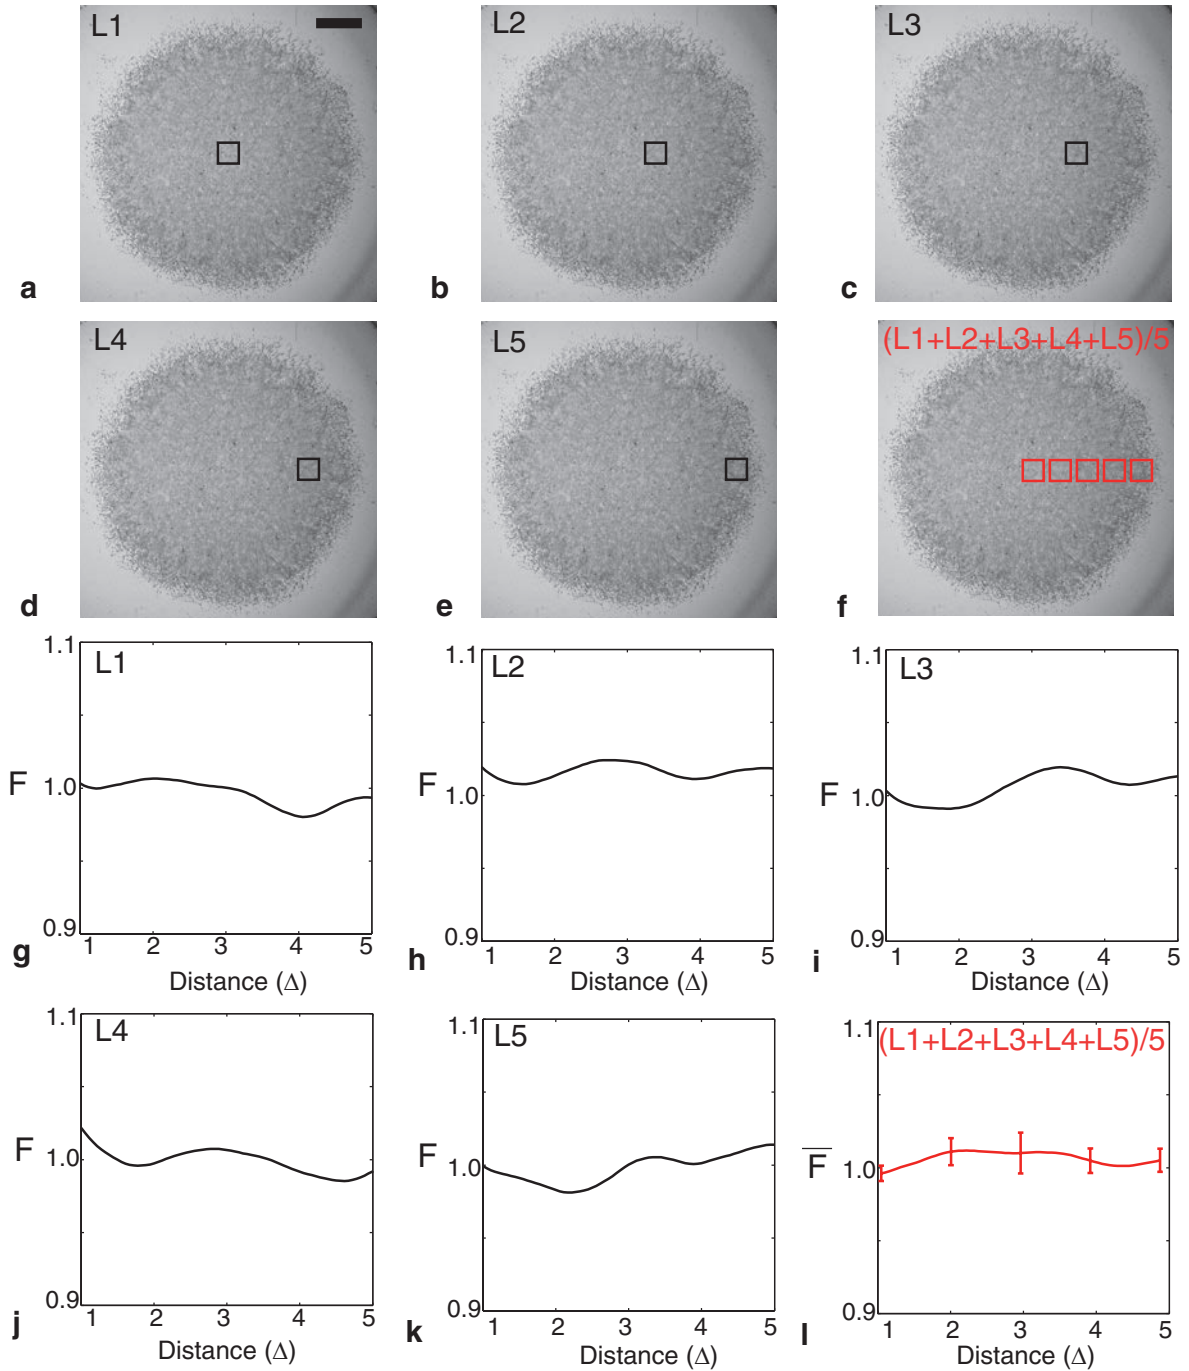 L1
L2
L3
a
b
c
L4
L5
(L1+L2+L3+L4+L5)/5
d
e
f
1.1
L1
F
1.0
0.9
1 2 3 4 5
g
Distance (Δ)
1.1
L2
F
1.0
0.9
1 2 3 4 5
h
Distance (Δ)
1.1
L3
F
1.0
0.9
1 2 3 4 5
i
Distance (Δ)
1.1
L4
F
1.0
0.9
1 2 3 4 5
j
Distance (Δ)
1.1
L5
F
1.0
0.9
1 2 3 4 5
k
Distance (Δ)
1.1
(L1+L2+L3+L4+L5)/5
F̅
1.0
0.9
1 2 3 4 5
l
Distance (Δ)